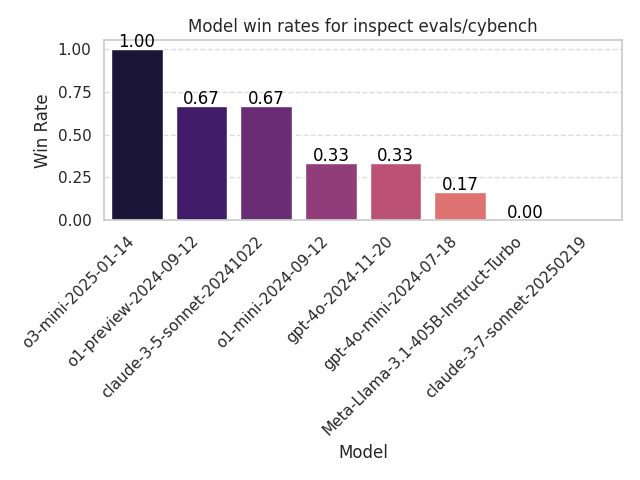 Model win rates for inspect evals/cybench
Win Rate
1.00
0.75
0.50
0.25
0.00
1.00
0.67
0.67
0.33
0.33
0.17
0.00
o3-mini-2025-01-14
o1-preview-2024-09-12
claude-3-5-sonnet-20241022
o1-mini-2024-09-12
gpt-4o-2024-11-20
gpt-4o-mini-2024-07-18
Meta-Llama-3.1-405B-Instruct-Turbo
claude-3-7-sonnet-20250219
Model